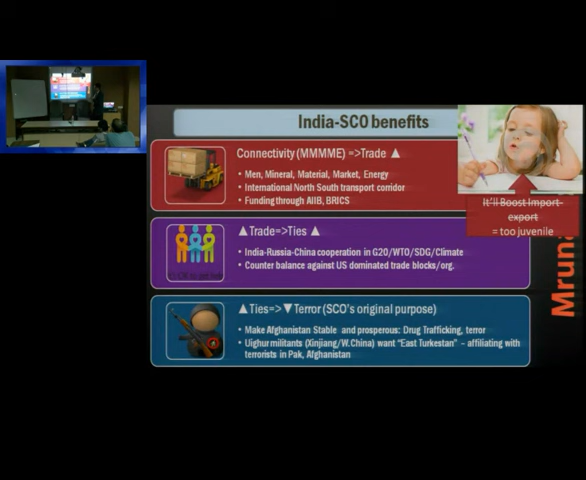 India-SCO benefits
Connectivity (MMMME) =>Trade ▲
• Men, Mineral, Material, Market, Energy
• International North South transport corridor
• Funding through AIIB, BRICS
It'll Boost Import-
export
= too juvenile
▲Trade=>Ties ▲
• India-Russia-China cooperation in G20/WTO/SDG/Climate
• Counter balance against US dominated trade blocks/org.
▲Ties=>▼Terror (SCO's original purpose)
• Make Afghanistan Stable and prosperous: Drug Trafficking, terror
• Uighur militants (Xinjiang/W.China) want "East Turkestan" – affiliating with
terrorists in Pak, Afghanistan
Mruna